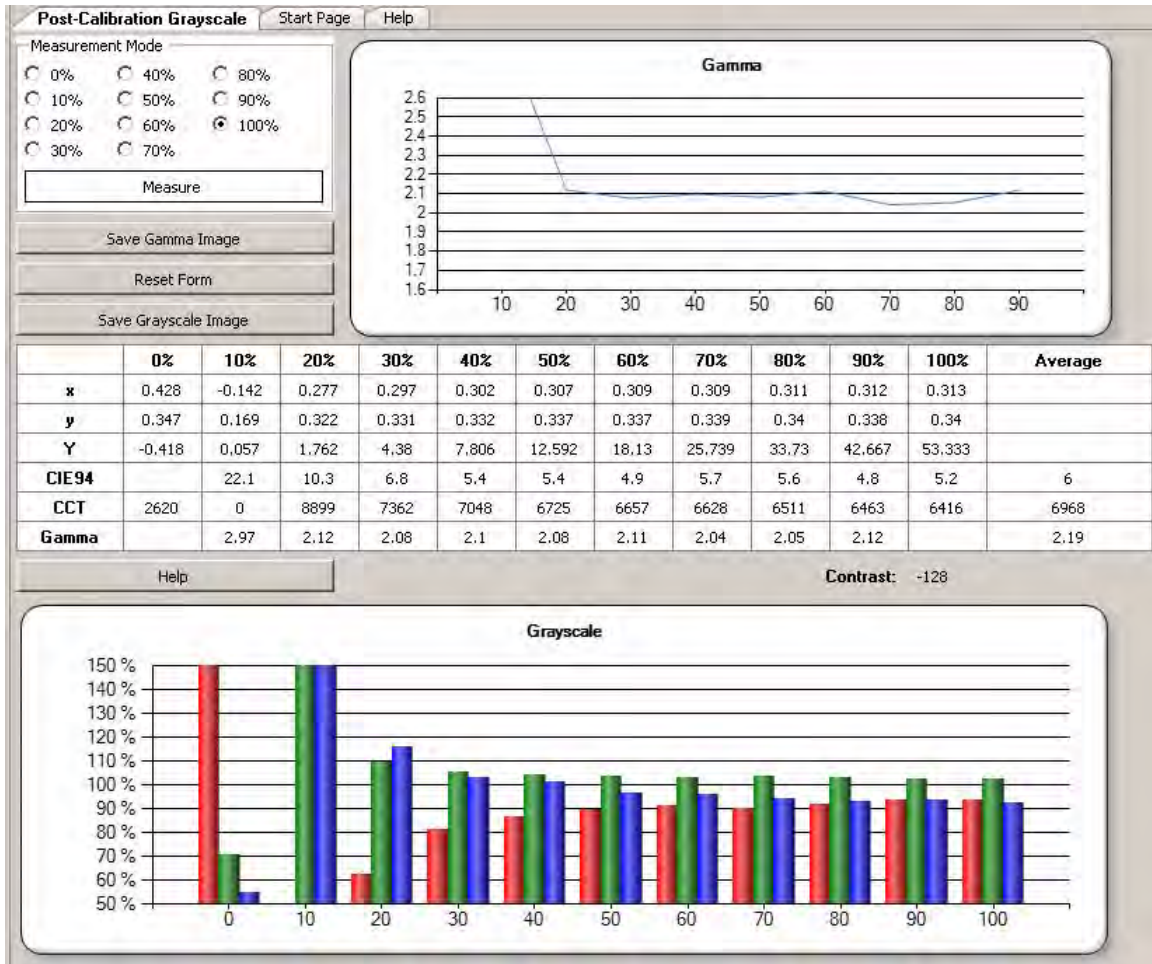 Post-Calibration Grayscale Start Page Help
Measurement Mode
0% 40% 80%
10% 50% 90%
20% 60% 100%
30% 70%
Measure
Save Gamma Image
Reset Form
Save Grayscale Image
Gamma
2.6
2.5
2.4
2.3
2.2
2.1
2
1.9
1.8
1.7
1.6
10 20 30 40 50 60 70 80 90
0% 10% 20% 30% 40% 50% 60% 70% 80% 90% 100% Average
x 0.428 -0.142 0.277 0.297 0.302 0.307 0.309 0.309 0.311 0.312 0.313
y 0.347 0.169 0.322 0.331 0.332 0.337 0.337 0.339 0.34 0.338 0.34
Y -0.418 0.057 1.762 4.38 7.806 12.592 18.13 25.739 33.73 42.667 53.333
CIE94 22.1 10.3 6.8 5.4 5.4 4.9 5.7 5.6 4.8 5.2 6
CCT 2620 0 8899 7362 7048 6725 6657 6628 6511 6463 6416 6968
Gamma 2.97 2.12 2.08 2.1 2.08 2.11 2.04 2.05 2.12 2.19
Help
Contrast: -128
Grayscale
150 %
140 %
130 %
120 %
110 %
100 %
90 %
80 %
70 %
60 %
50 %
0 10 20 30 40 50 60 70 80 90 100